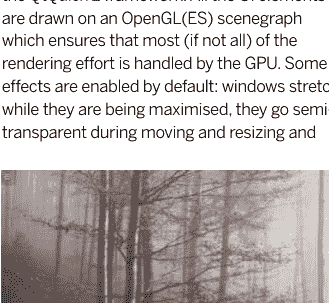 are drawn on an OpenGL(ES) scenegraph
which ensures that most (if not all) of the
rendering effort is handled by the GPU. Some
effects are enabled by default: windows
while they are being maximised, they go semi-
transparent during moving and resizing and